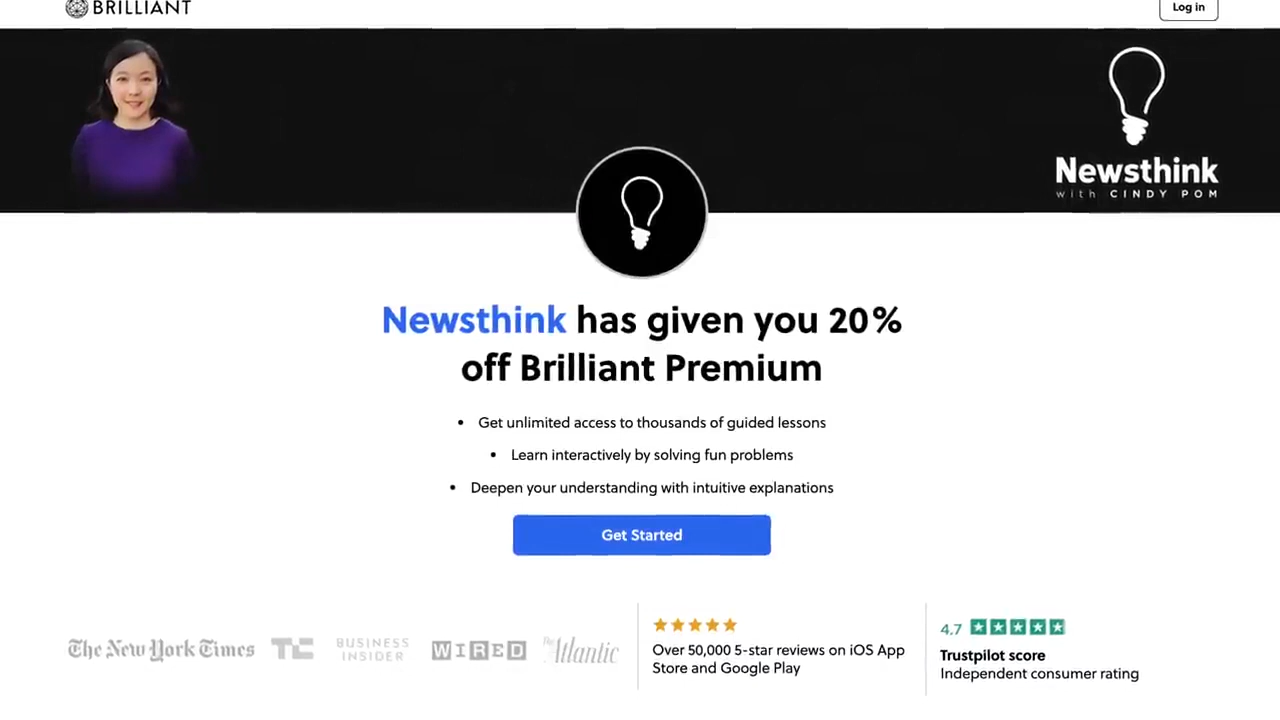 BRILLIANT
Log in
Newsthink
with CINDY POM
Newsthink has given you 20%
off Brilliant Premium
• Get unlimited access to thousands of guided lessons
• Learn interactively by solving fun problems
• Deepen your understanding with intuitive explanations
Get Started
The New York Times
TC
BUSINESS
INSIDER
WIRED
The Atlantic
Over 50,000 5-star reviews on iOS App
Store and Google Play
4.7
Trustpilot score
Independent consumer rating